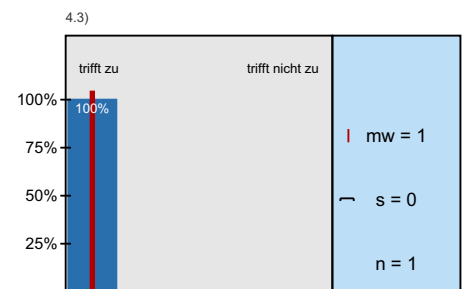 4.3)
trifft zu trifft nicht zu
100%
100%
mw = 1
75%
50%
s = 0
25%
n = 1